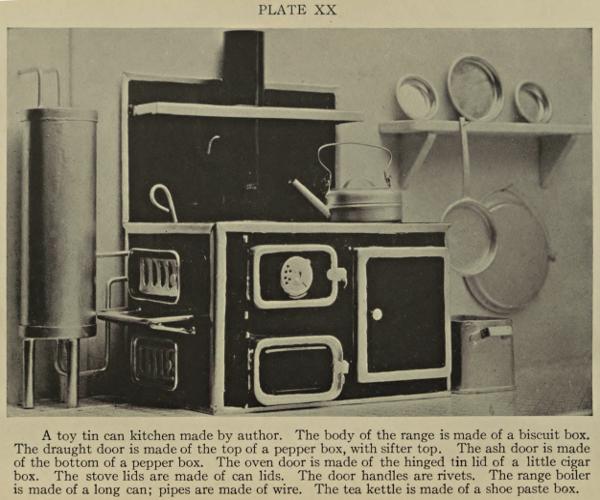 PLATE XX
A toy tin can kitchen made by author. The body of the range is made of a biscuit box.
The draught door is made of the top of a pepper box, with sifter top. The ash door is made
of the bottom of a pepper box. The oven door is made of the hinged tin lid of a little cigar
box. The stove lids are made of can lids. The door handles are rivets. The range boiler
is made of a long can; pipes are made of wire. The tea kettle is made of a shoe paste box.